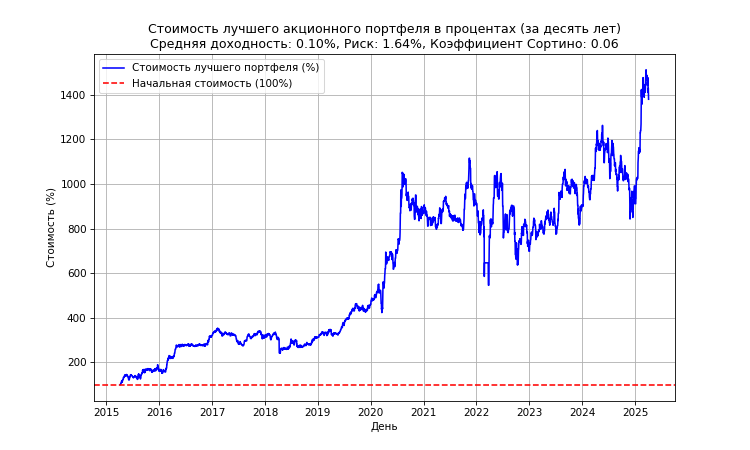 Стоимость лучшего акционного портфеля в процентах (за десять лет)
Средняя доходность: 0.10%, Риск: 1.64%, Коэффициент Сортино: 0.06
Стоимость лучшего портфеля (%)
Начальная стоимость (100%)
Стоимость (%)
1400
1200
1000
800
600
400
200
2015 2016 2017 2018 2019 2020 2021 2022 2023 2024 2025
День